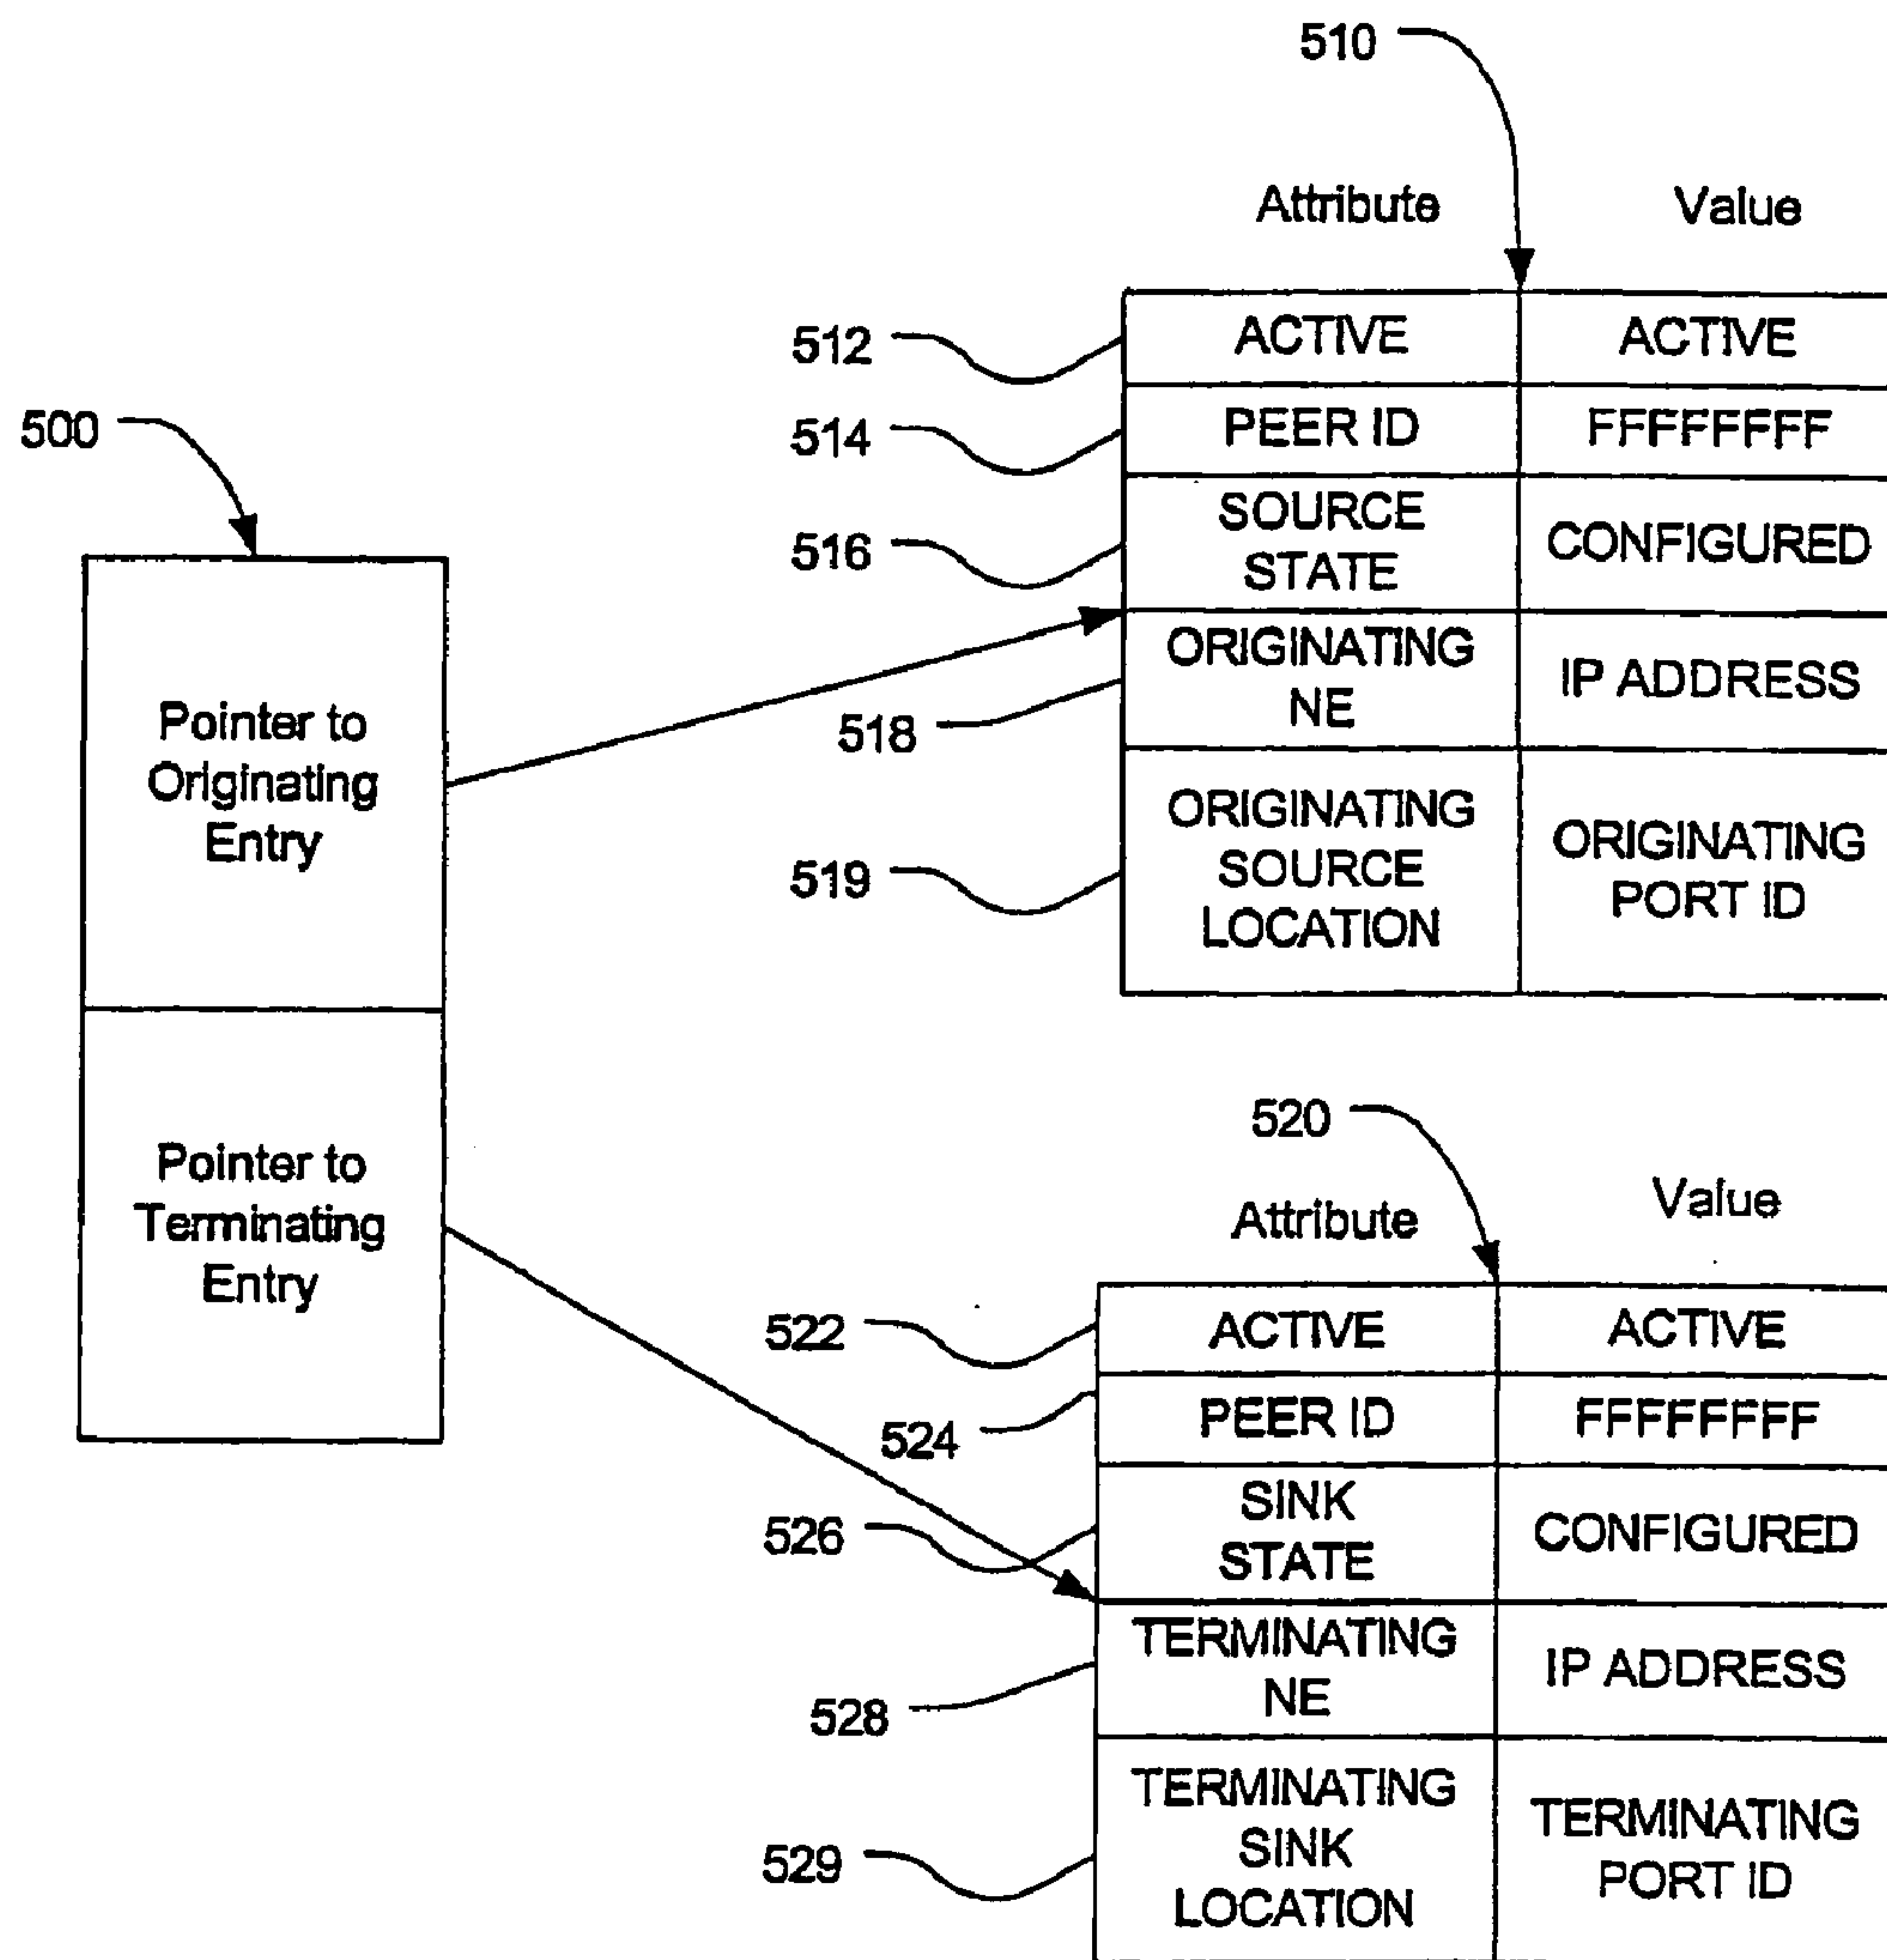 510
Attribute Value
512 ACTIVE ACTIVE
500
514 PEER ID FFFFFFFF
516 SOURCE STATE CONFIGURED
518 ORIGINATING NE IP ADDRESS
519 ORIGINATING SOURCE LOCATION ORIGINATING PORT ID
Pointer to
Originating
Entry
Pointer to
Terminating
Entry
520
Attribute Value
522 ACTIVE ACTIVE
524 PEER ID FFFFFFFF
526 SINK STATE CONFIGURED
528 TERMINATING NE IP ADDRESS
529 TERMINATING SINK LOCATION TERMINATING PORT ID